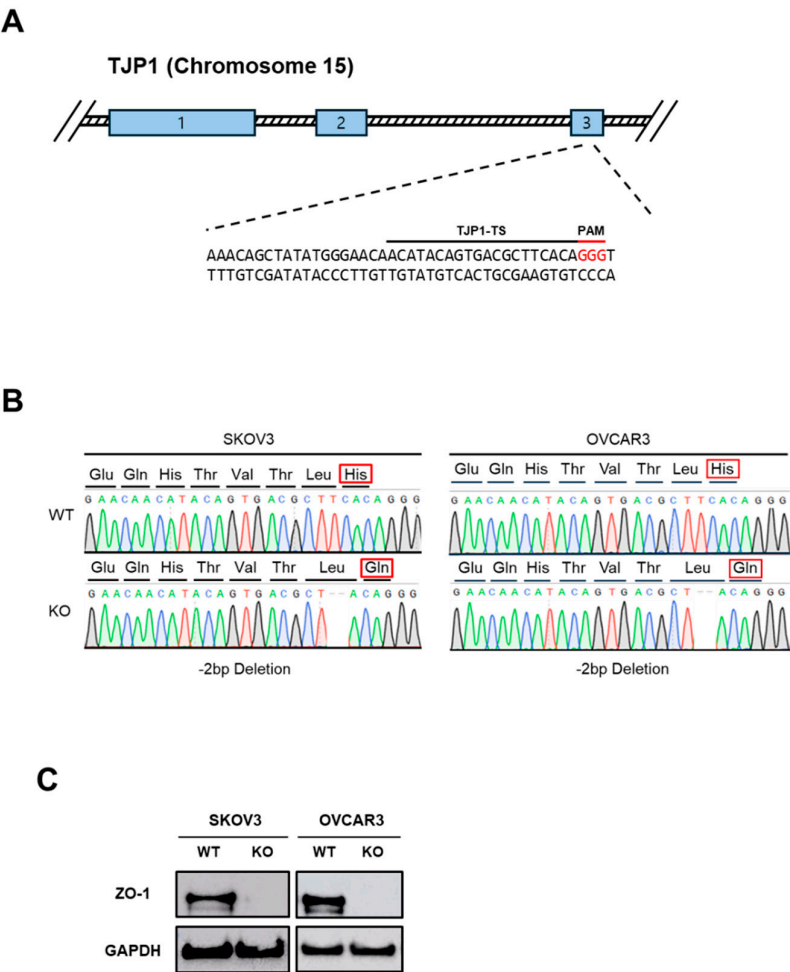 A
TJP1 (Chromosome 15)
1 2 3
TJP1-TS PAM
AAACAGCTATATGGGAACAACATACAGTGACGCTTCACAGGGT
TTTGTCGATATACCCTTGTTGTATGTCACTGCGAAGTGTCCCA
B
SKOV3 OVCAR3
Glu Gln His Thr Val Thr Leu His Glu Gln His Thr Val Thr Leu His
WT GAACAACATACAGTGACGCTTCACAGGG GAACAACATACAGTGACGCTTCACAGGG
Glu Gln His Thr Val Thr Leu Gln Glu Gln His Thr Val Thr Leu Gln
KO GAACAACATACAGTGACGCT--ACAGGG GAACAACATACAGTGACGCT--ACAGGG
-2bp Deletion -2bp Deletion
C
SKOV3 OVCAR3
WT KO WT KO
ZO-1
GAPDH